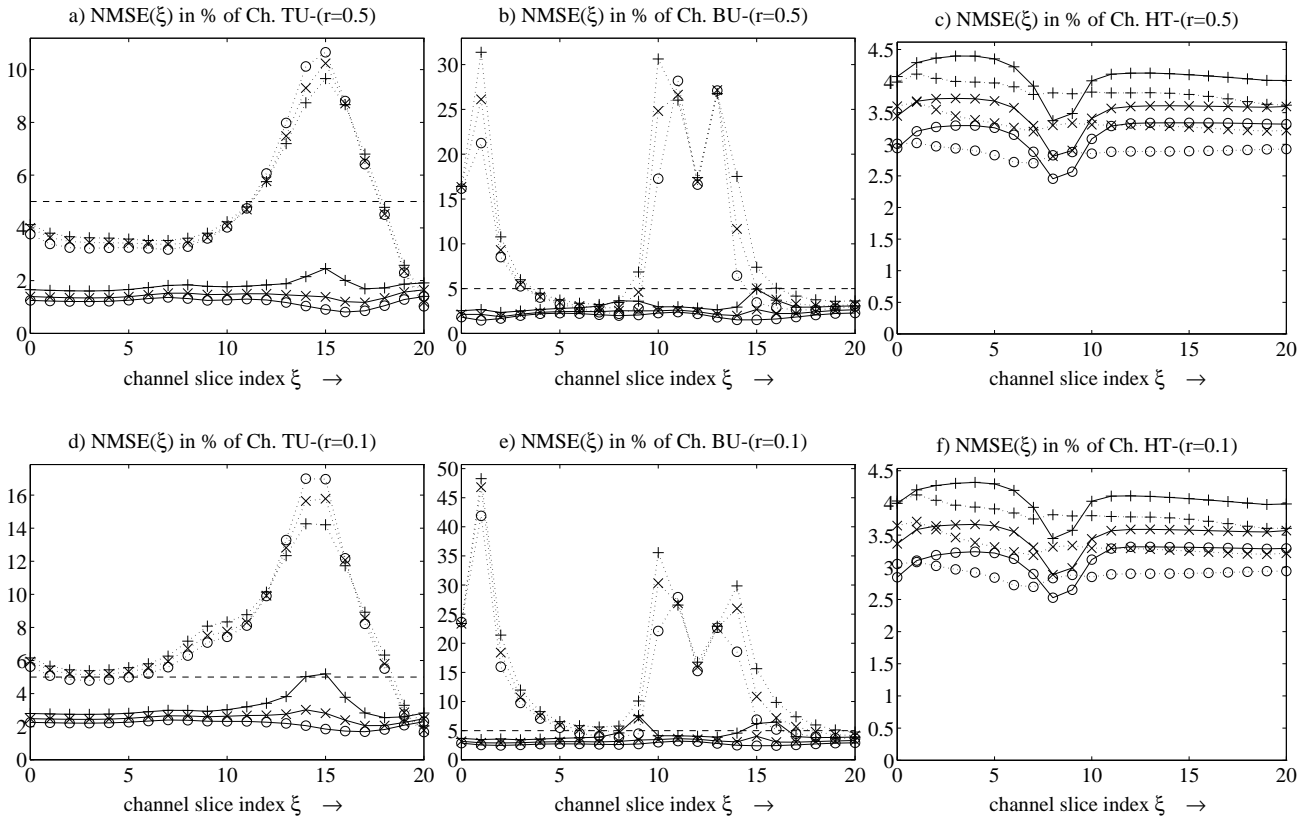 a) NMSE(ξ) in % of Ch. TU-(r=0.5)
10
8
6
4
2
0
0 5 10 15 20
channel slice index ξ →
b) NMSE(ξ) in % of Ch. BU-(r=0.5)
30
25
20
15
10
5
0
0 5 10 15 20
channel slice index ξ →
c) NMSE(ξ) in % of Ch. HT-(r=0.5)
4.5
4
3.5
3
2.5
2
1.5
1
0.5
0
0 5 10 15 20
channel slice index ξ →
d) NMSE(ξ) in % of Ch. TU-(r=0.1)
16
14
12
10
8
6
4
2
0
0 5 10 15 20
channel slice index ξ →
e) NMSE(ξ) in % of Ch. BU-(r=0.1)
50
45
40
35
30
25
20
15
10
5
0
0 5 10 15 20
channel slice index ξ →
f) NMSE(ξ) in % of Ch. HT-(r=0.1)
4.5
4
3.5
3
2.5
2
1.5
1
0.5
0
0 5 10 15 20
channel slice index ξ →